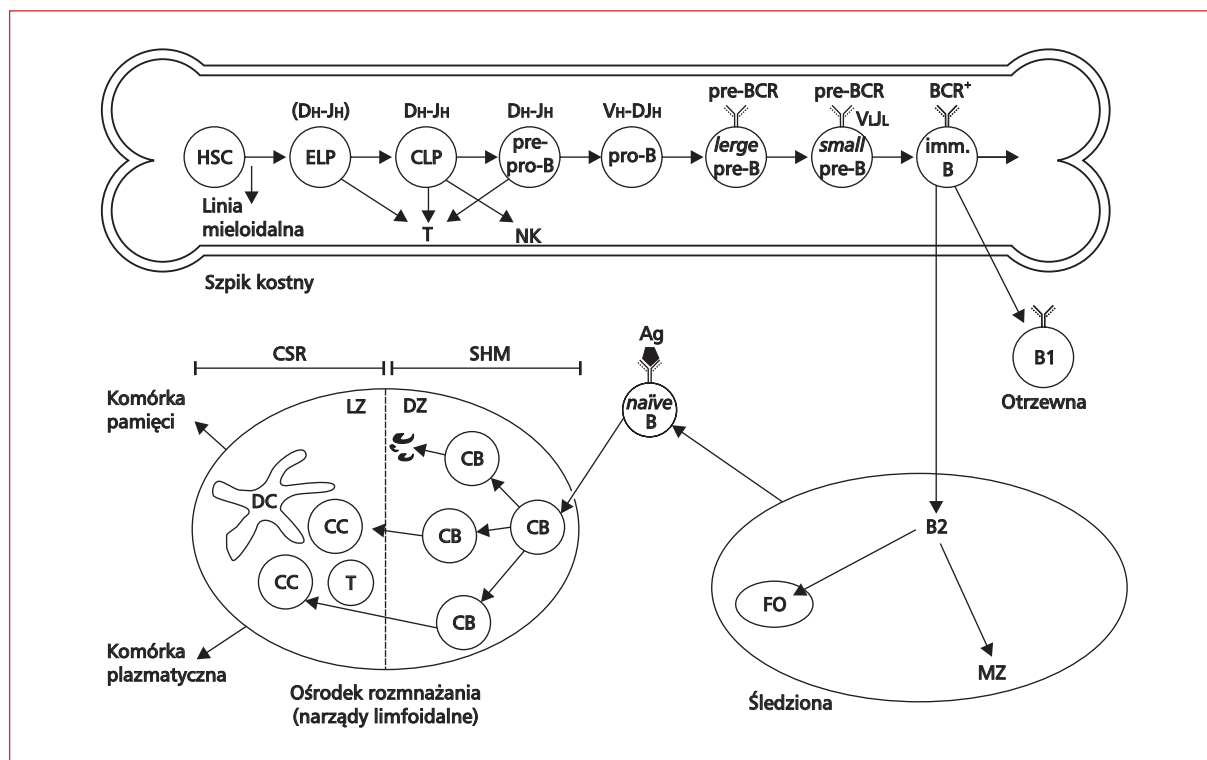 pre-BCR pre-BCR BCR+
(DH-JH) DH-JH DH-JH VH-DJH VLJL
HSC ELP CLP pre-pro-B pro-B lerge pre-B small pre-B imm. B
Linia
mieloidalna
T NK
Szpik kostny
Ag
CSR SHM
B1
Otrzewna
Komórka
pamięci
LZ DZ
naïve
B
CB
DC
CC CB CB
B2
CC T
FO
CB
Komórka
plazmatyczna
MZ
Ośrodek rozmnażania
(narządy limfoidalne)
Śledziona